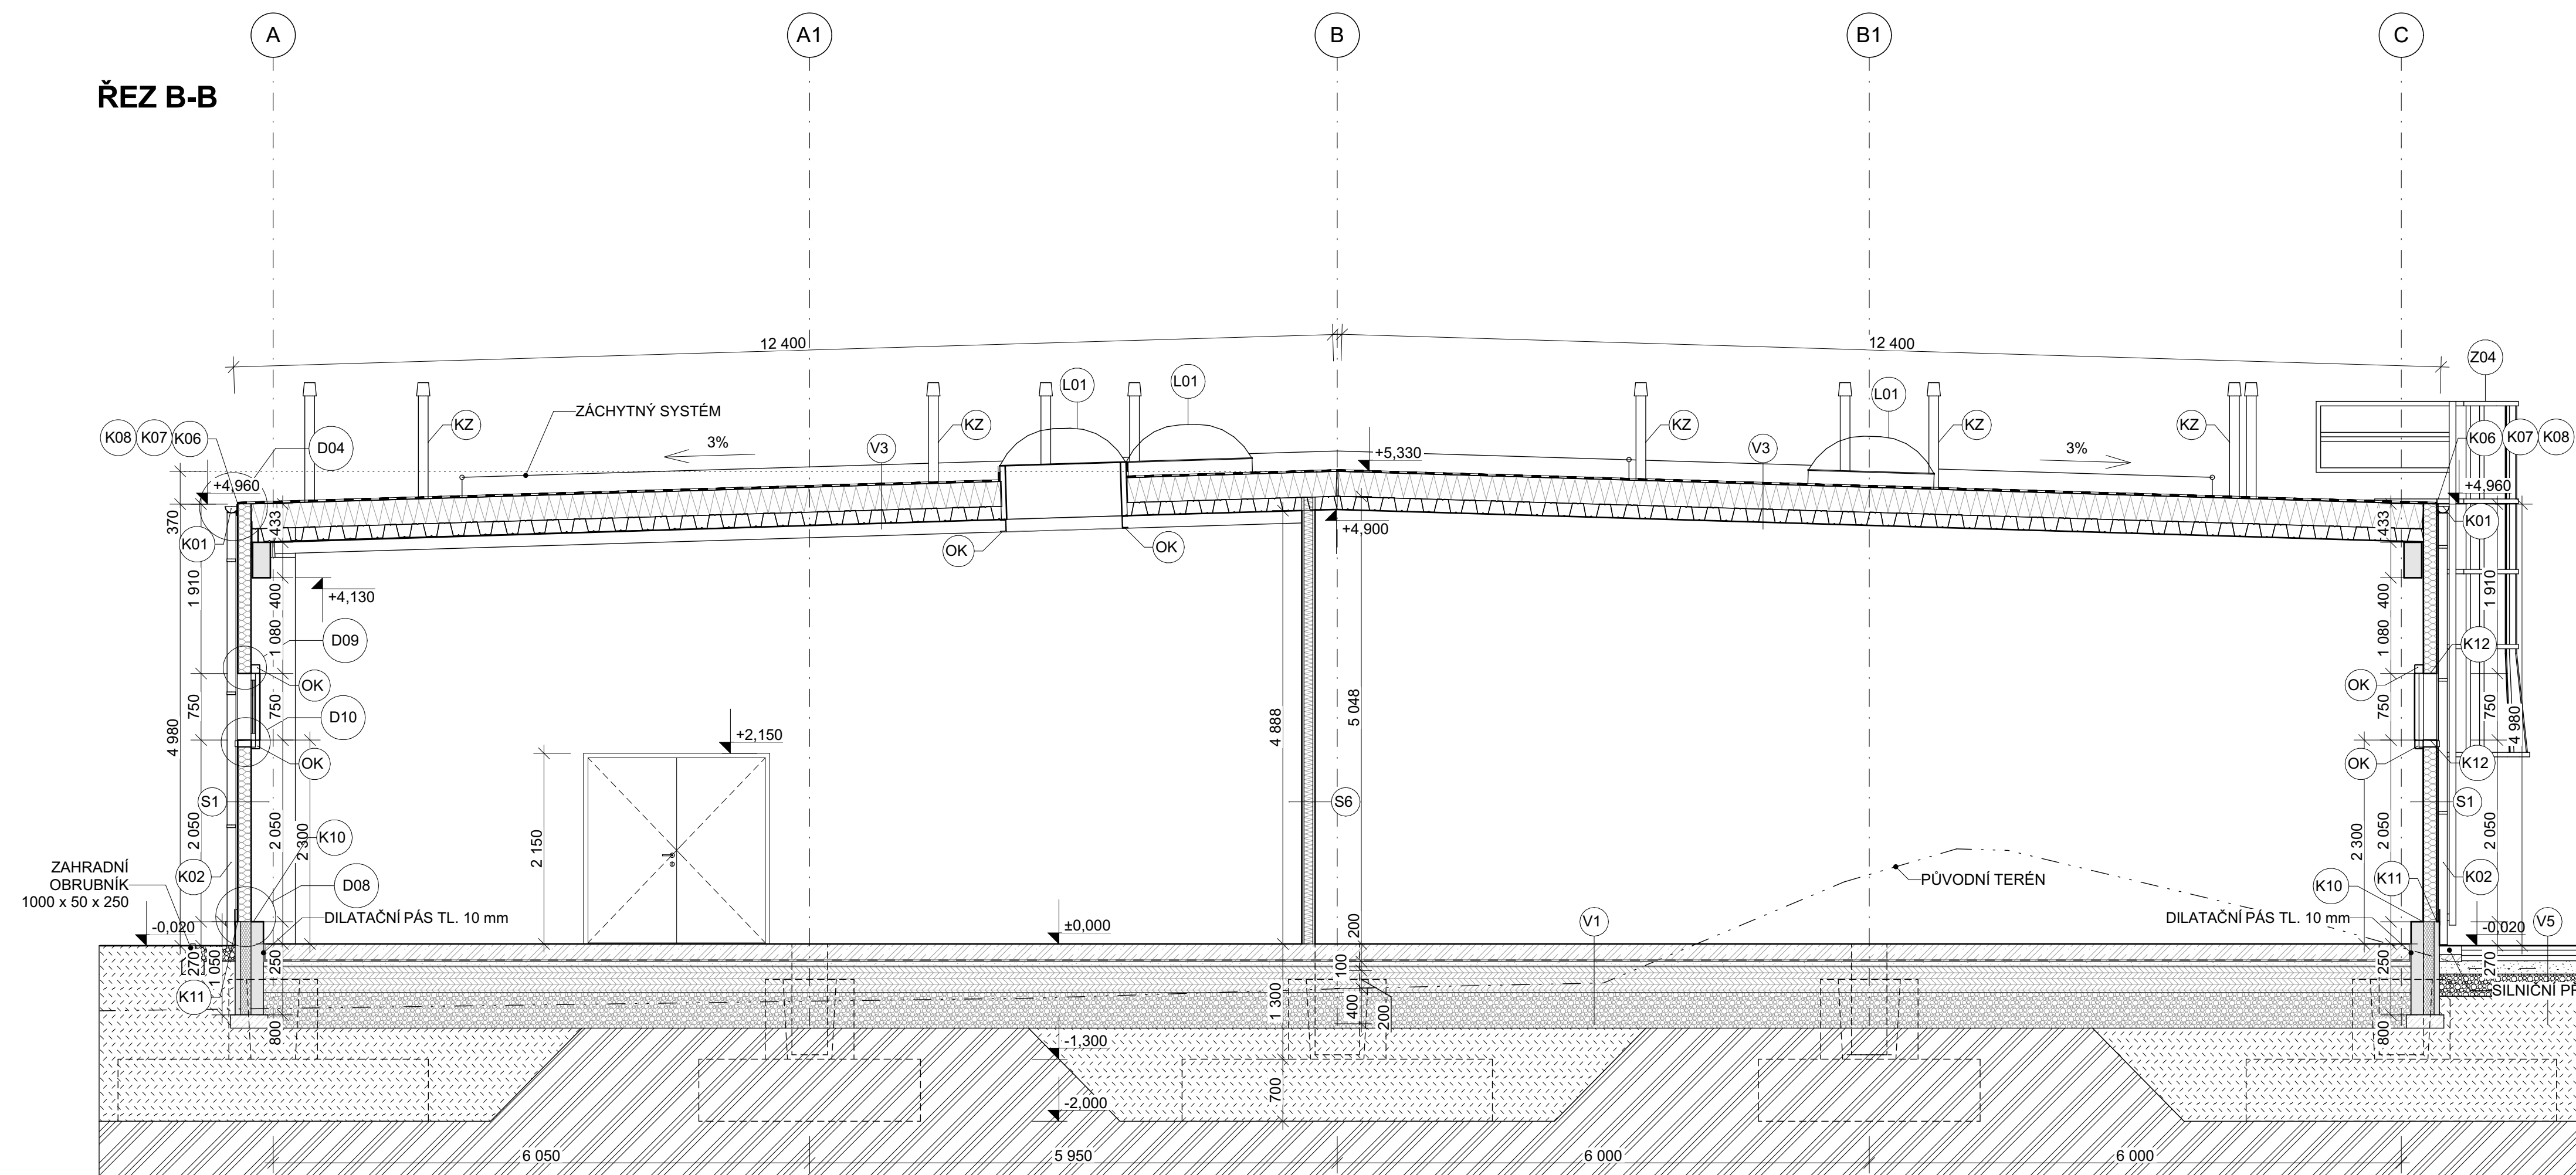 A
A1
B
B1
C
ŘEZ B-B
12 400
12 400
Z04
L01
L01
L01
ZÁCHYTNÝ SYSTÉM
KZ
KZ
KZ
KZ
KZ
K08
K07
K06
D04
3%
V3
+5,330
V3
3%
K06
K07
K08
+4,960
+4,960
370
433
K01
OK
OK
+4,900
433
K01
1 910
400
+4,130
400
1 910
1 080
D09
1 080
K12
OK
OK
750
750
D10
4 980
4 888
5 048
750
750
4 980
OK
OK
K12
+2,150
S1
S6
S1
2 050
2 050
2 300
K10
2 150
2 300
2 050
2 050
ZAHRADNÍ
OBRUBNÍK
1000 x 50 x 250
K02
D08
PŮVODNÍ TERÉN
K10
K11
K02
-0,020
DILATAČNÍ PÁS TL. 10 mm
±0,000
200
V1
DILATAČNÍ PÁS TL. 10 mm
-0,020
V5
270
1 050
250
100
250
270
K11
1 300
400
200
SILNIČNÍ
800
800
-1,300
700
-2,000
6 050
5 950
6 000
6 000